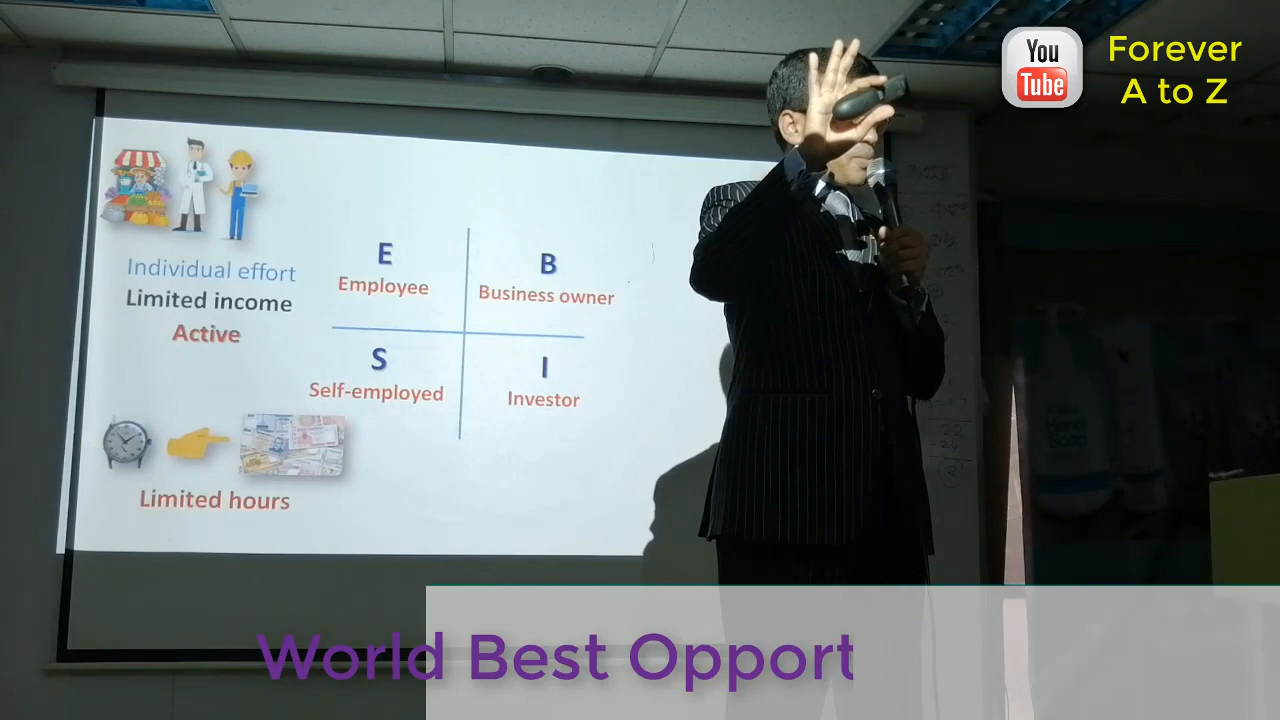 You
Tube
Forever
A to Z
Individual effort
Limited income
Active
E
Employee
B
Business owner
S
Self-employed
I
Investor
Limited hours
World Best Opport